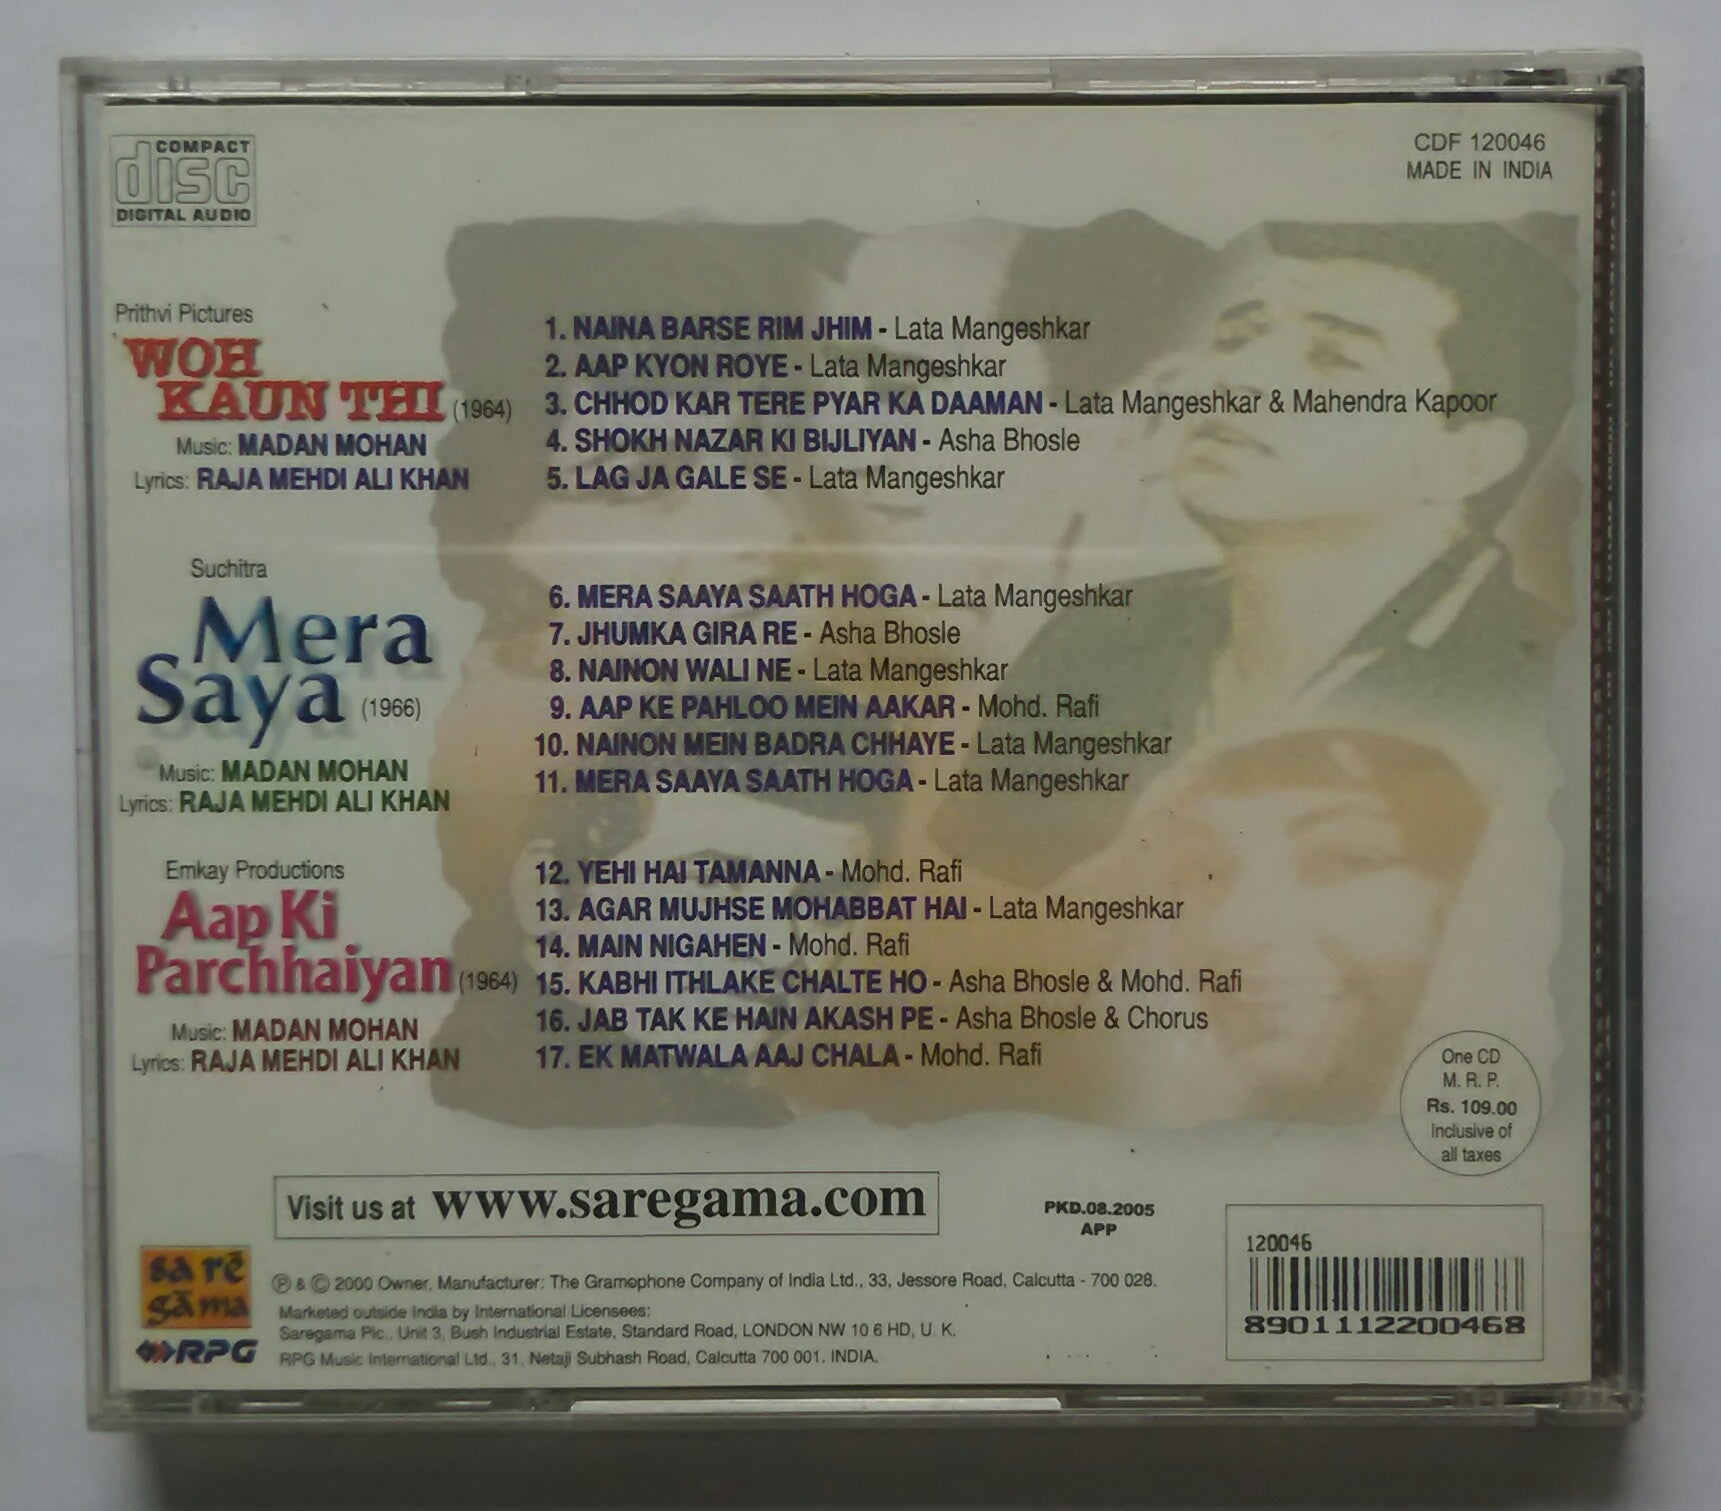 COMPACT
disc
DIGITAL AUDIO
CDF 120046
MADE IN INDIA
Prithvi Pictures
WOH
KAUN THI (1964)
Music: MADAN MOHAN
Lyrics: RAJA MEHDI ALI KHAN
1. NAINA BARSE RIM JHIM - Lata Mangeshkar
2. AAP KYON ROYE - Lata Mangeshkar
3. CHHOD KAR TERE PYAR KA DAAMAN - Lata Mangeshkar & Mahendra Kapoor
4. SHOKH NAZAR KI BIJLIYAN - Asha Bhosle
5. LAG JA GALE SE - Lata Mangeshkar
Suchitra
Mera
Saya (1966)
Music: MADAN MOHAN
Lyrics: RAJA MEHDI ALI KHAN
6. MERA SAAYA SAATH HOGA - Lata Mangeshkar
7. JHUMKA GIRA RE - Asha Bhosle
8. NAINON WALI NE - Lata Mangeshkar
9. AAP KE PAHLOO MEIN AAKAR - Mohd. Rafi
10. NAINON MEIN BADRA CHHAYE - Lata Mangeshkar
11. MERA SAAYA SAATH HOGA - Lata Mangeshkar
Emkay Productions
Aap Ki
Parchhaiyan (1964)
Music: MADAN MOHAN
Lyrics: RAJA MEHDI ALI KHAN
12. YEHI HAI TAMANNA - Mohd. Rafi
13. AGAR MUJHSE MOHABBAT HAI - Lata Mangeshkar
14. MAIN NIGAHEN - Mohd. Rafi
15. KABHI ITHLAKE CHALTE HO - Asha Bhosle & Mohd. Rafi
16. JAB TAK KE HAIN AKASH PE - Asha Bhosle & Chorus
17. EK MATWALA AAJ CHALA - Mohd. Rafi
One CD
M. R. P.
Rs. 109.00
Inclusive of
all taxes
Visit us at www.saregama.com
PKD.08.2005
APP
120046
8901112200468
sa rē
gā ma
RPG
℗ & © 2000 Owner, Manufacturer: The Gramophone Company of India Ltd., 33, Jessore Road, Calcutta - 700 028.
Marketed outside India by International Licensees:
Saregama Plc., Unit 3, Bush Industrial Estate, Standard Road, LONDON NW 10 6 HD, U. K.
RPG Music International Ltd., 31, Netaji Subhash Road, Calcutta 700 001. INDIA.